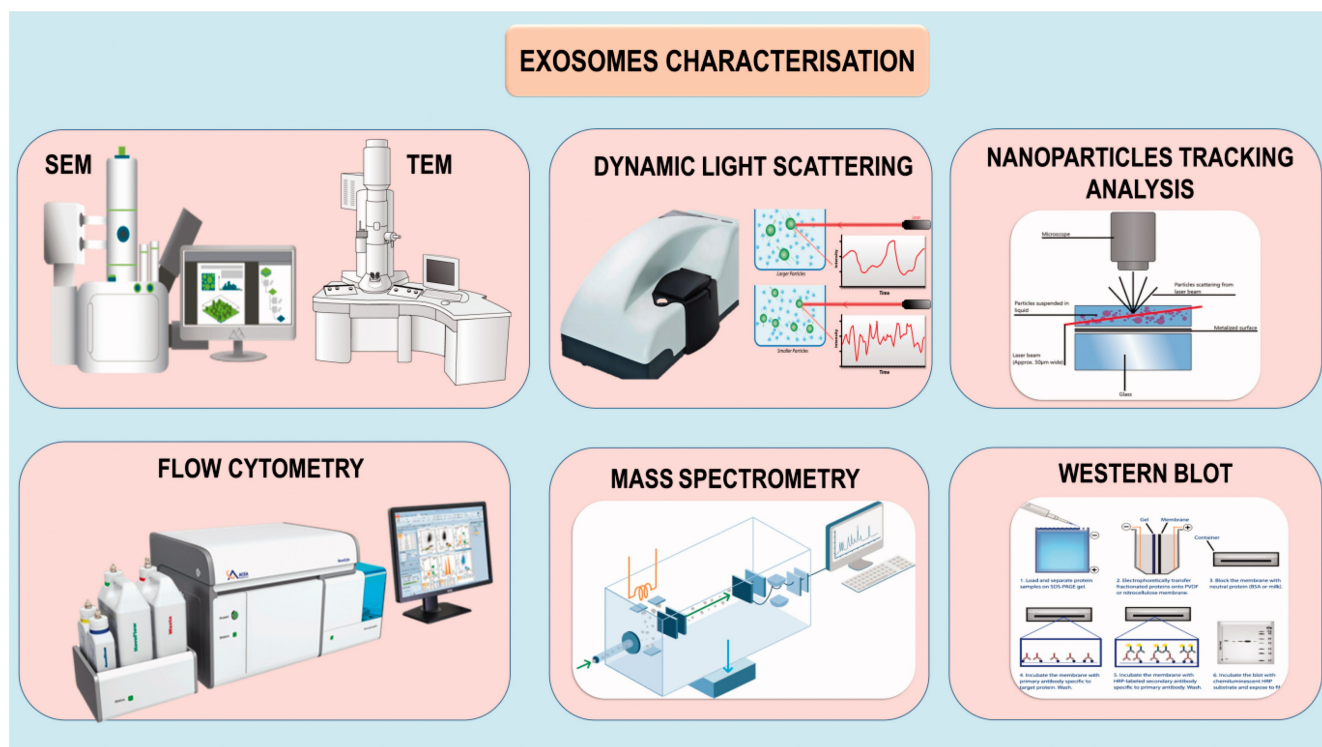 EXOSOMES CHARACTERISATION
SEM
TEM
DYNAMIC LIGHT SCATTERING
Larger Particles
Intensity
Time
Smaller Particles
Intensity
Time
NANOPARTICLES TRACKING
ANALYSIS
Microscope
Particles scattering from
laser beam
Particles suspended in
liquid
Metalized surface
Laser beam
(Approx. 50µm wide)
Glass
FLOW CYTOMETRY
MASS SPECTROMETRY
WESTERN BLOT
Gel
Membrane
Container
1. Load and separate protein
samples on SDS-PAGE gel.
2. Electrophoretically transfer
fractionated proteins onto PVDF
or nitrocellulose membrane.
3. Block the membrane with
neutral protein (BSA or milk).
4. Incubate the membrane with
primary antibody specific to
target protein. Wash.
5. Incubate the membrane with
HRP-labeled secondary antibody
specific to primary antibody. Wash.
6. Incubate the blot with
chemiluminescent HRP
substrate and expose to fil